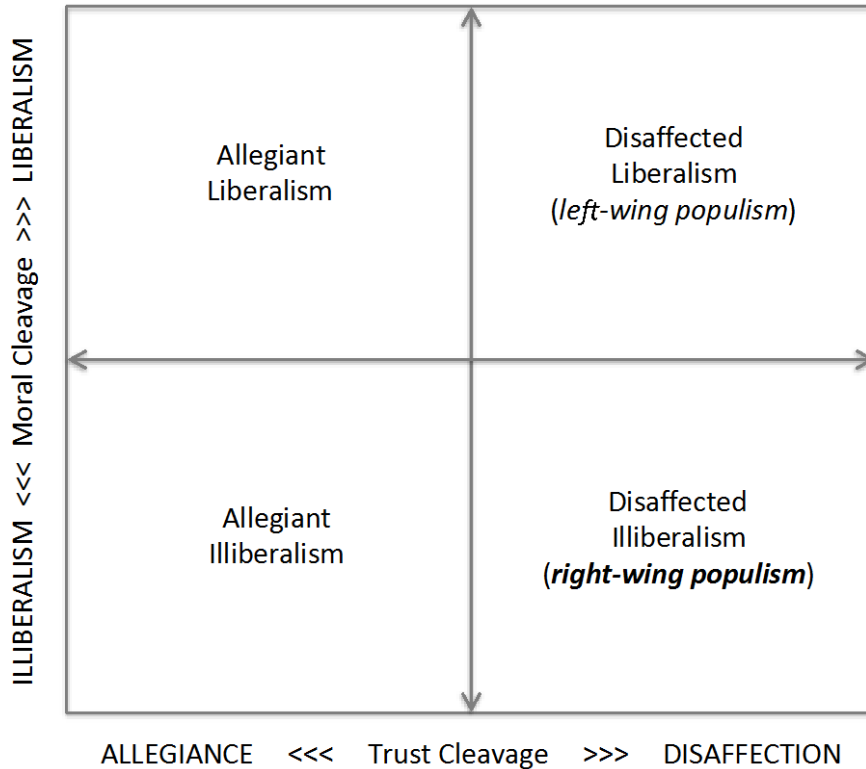 ILLIBERALISM <<< Moral Cleavage >>> LIBERALISM
Allegiant
Liberalism
Disaffected
Liberalism
(left-wing populism)
Allegiant
Illiberalism
Disaffected
Illiberalism
(right-wing populism)
ALLEGIANCE <<< Trust Cleavage >>> DISAFFECTION